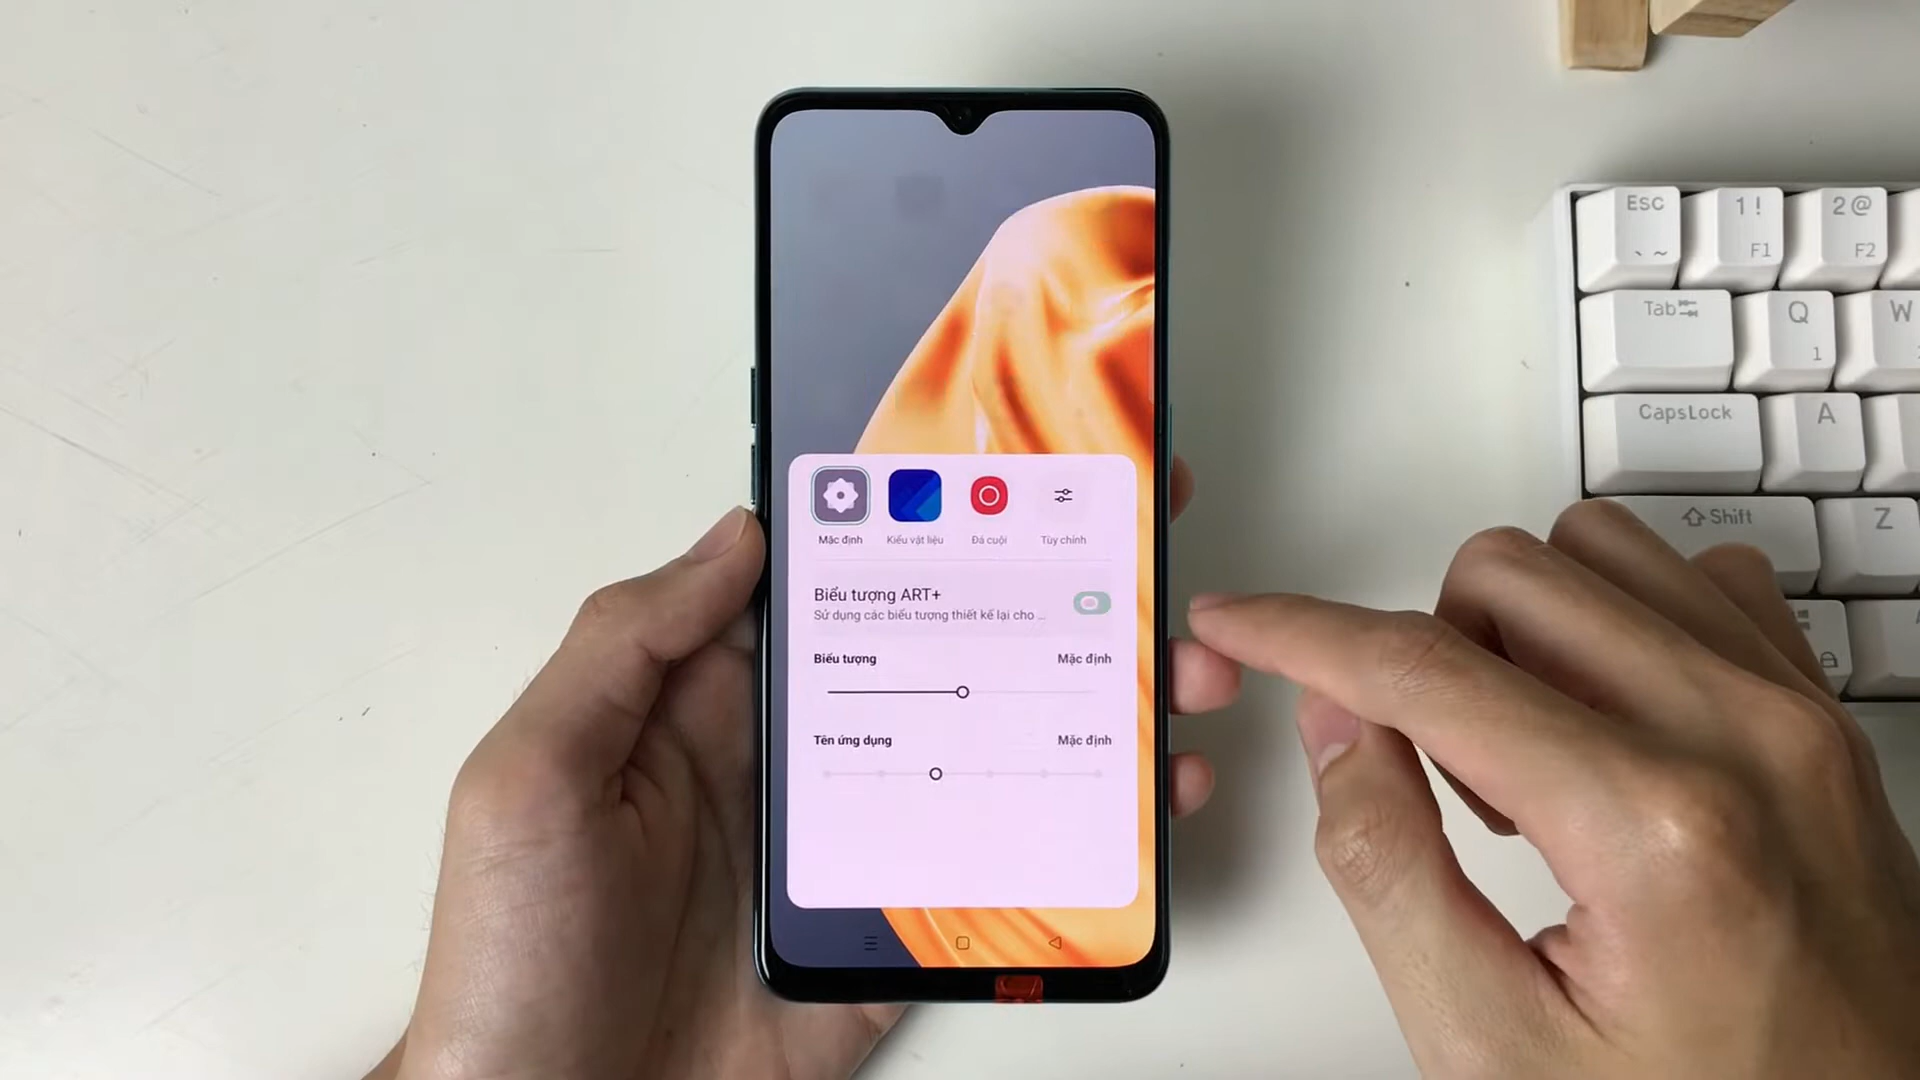 Mặc định
Kiểu vật liệu
Đá cuội
Tùy chỉnh
Biểu tượng ART+
Sử dụng các biểu tượng thiết kế lại cho ...
Biểu tượng
Mặc định
Tên ứng dụng
Mặc định
Esc
` ~
1 !
F1
2 @
F2
Tab
Q
1
W
CapsLock
A
Shift
Z